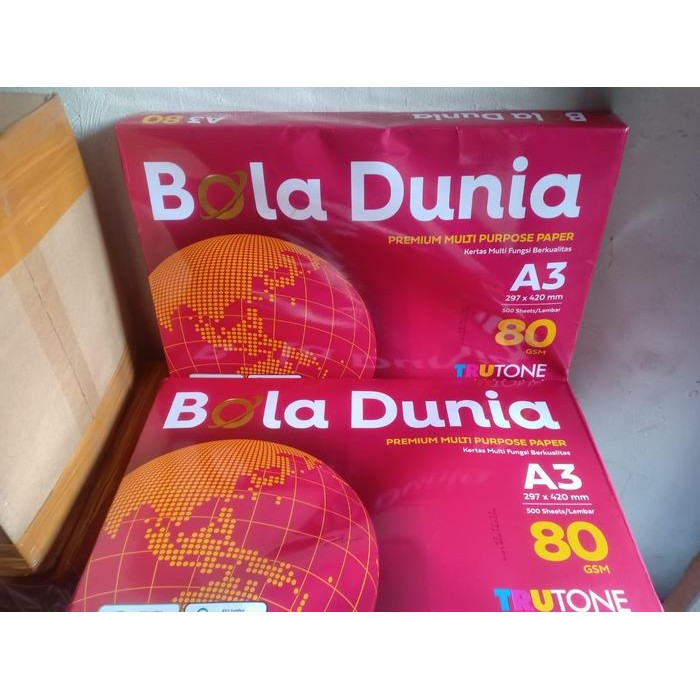 A3 80
Bola Dunia
Bola Dunia
PREMIUM MULTI PURPOSE PAPER
Kertas Multi Fungsi Berkualitas
A3
297 x 420 mm
500 Sheets/Lembar
80
GSM
TRUTONE
Bola Dunia
PREMIUM MULTI PURPOSE PAPER
Kertas Multi Fungsi Berkualitas
A3
297 x 420 mm
500 Sheets/Lembar
80
GSM
TRUTONE